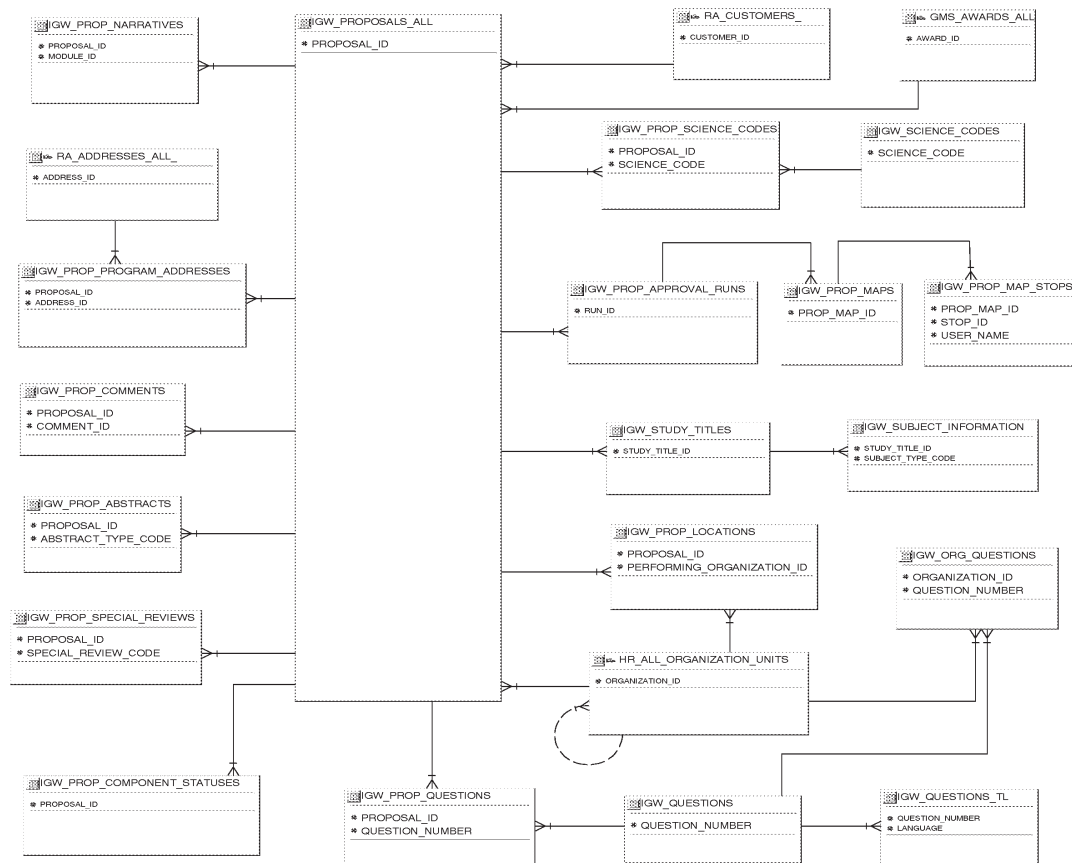 IGW_PROP_NARRATIVES
* PROPOSAL_ID
* MODULE_ID
IGW_PROPOSALS_ALL
* PROPOSAL_ID
RA_CUSTOMERS_
* CUSTOMER_ID
GMS_AWARDS_ALL
* AWARD_ID
RA_ADDRESSES_ALL_
* ADDRESS_ID
IGW_PROP_SCIENCE_CODES
* PROPOSAL_ID
* SCIENCE_CODE
IGW_SCIENCE_CODES
* SCIENCE_CODE
IGW_PROP_PROGRAM_ADDRESSES
* PROPOSAL_ID
* ADDRESS_ID
IGW_PROP_APPROVAL_RUNS
* RUN_ID
IGW_PROP_MAPS
* PROP_MAP_ID
IGW_PROP_MAP_STOPS
* PROP_MAP_ID
* STOP_ID
* USER_NAME
IGW_PROP_COMMENTS
* PROPOSAL_ID
* COMMENT_ID
IGW_STUDY_TITLES
* STUDY_TITLE_ID
IGW_SUBJECT_INFORMATION
* STUDY_TITLE_ID
* SUBJECT_TYPE_CODE
IGW_PROP_ABSTRACTS
* PROPOSAL_ID
* ABSTRACT_TYPE_CODE
IGW_PROP_LOCATIONS
* PROPOSAL_ID
* PERFORMING_ORGANIZATION_ID
IGW_ORG_QUESTIONS
* ORGANIZATION_ID
* QUESTION_NUMBER
IGW_PROP_SPECIAL_REVIEWS
* PROPOSAL_ID
* SPECIAL_REVIEW_CODE
HR_ALL_ORGANIZATION_UNITS
* ORGANIZATION_ID
IGW_PROP_COMPONENT_STATUSES
* PROPOSAL_ID
IGW_PROP_QUESTIONS
* PROPOSAL_ID
* QUESTION_NUMBER
IGW_QUESTIONS
* QUESTION_NUMBER
IGW_QUESTIONS_TL
* QUESTION_NUMBER
* LANGUAGE